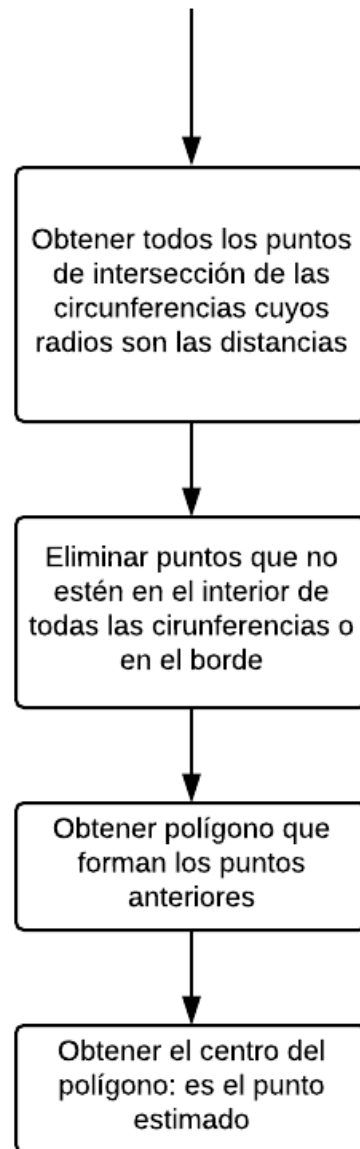 Obtener todos los puntos
de intersección de las
circunferencias cuyos
radios son las distancias
Eliminar puntos que no
estén en el interior de
todas las cirunferencias o
en el borde
Obtener polígono que
forman los puntos
anteriores
Obtener el centro del
polígono: es el punto
estimado